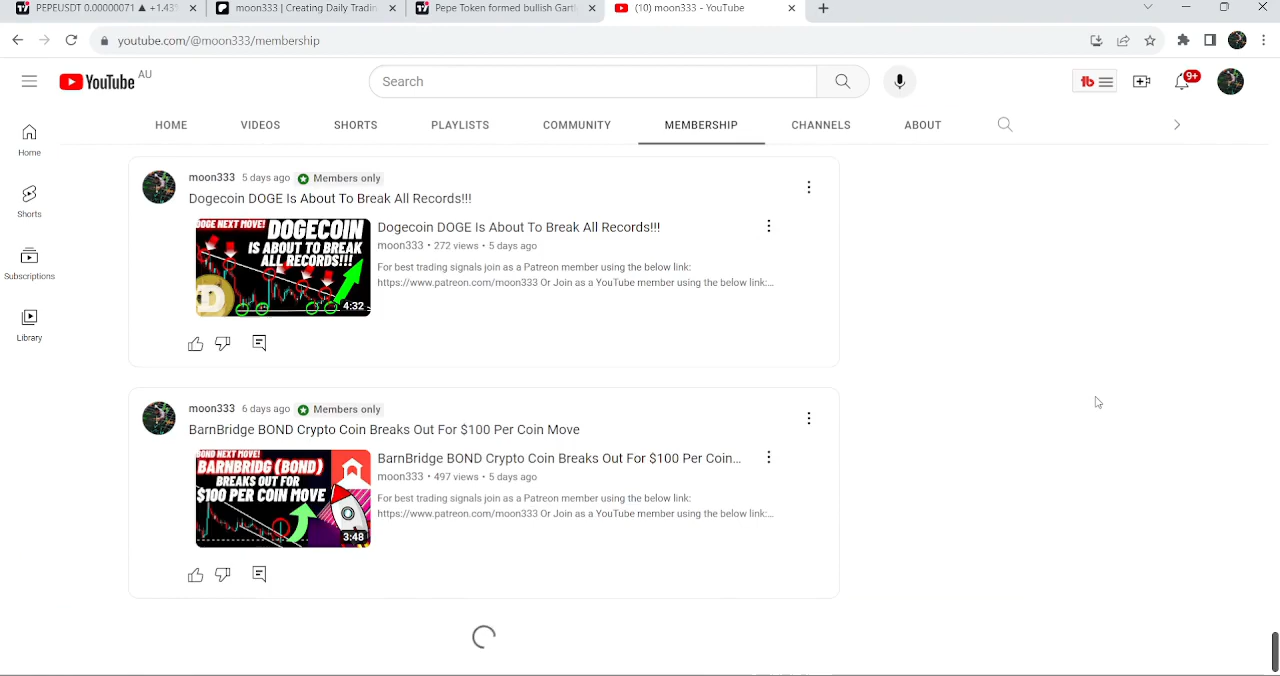 PEPEUSDT 0.00000071 ▲ +1.43%
moon333 | Creating Daily Tradin
Pepe Token formed bullish Gartl
(10) moon333 - YouTube
youtube.com/@moon333/membership
YouTube AU
Search
tb
9+
HOME
VIDEOS
SHORTS
PLAYLISTS
COMMUNITY
MEMBERSHIP
CHANNELS
ABOUT
Home
Shorts
Subscriptions
Library
moon333 5 days ago Members only
Dogecoin DOGE Is About To Break All Records!!!
DOGE NEXT MOVE! DOGECOIN
IS ABOUT TO BREAK
ALL RECORDS!!!
4:32
Dogecoin DOGE Is About To Break All Records!!!
moon333 • 272 views • 5 days ago
For best trading signals join as a Patreon member using the below link:
https://www.patreon.com/moon333 Or Join as a YouTube member using the below link:...
moon333 6 days ago Members only
BarnBridge BOND Crypto Coin Breaks Out For $100 Per Coin Move
BOND NEXT MOVE!
BARNBRIDG (BOND)
BREAKS OUT FOR
$100 PER COIN MOVE
3:48
BarnBridge BOND Crypto Coin Breaks Out For $100 Per Coin...
moon333 • 497 views • 5 days ago
For best trading signals join as a Patreon member using the below link:
https://www.patreon.com/moon333 Or Join as a YouTube member using the below link:...